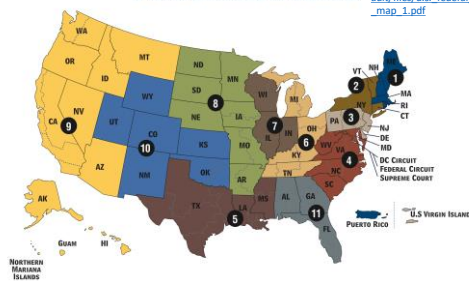 _map_1.pdf
WA
OR
ID
MT
ND
MN
SD
WI
MI
VT
NH
1
2
NY
MA
RI
CT
CA
NV
9
UT
WY
10
CO
8
NE
IA
7
IL
IN
OH
6
PA
3
NJ
DE
MD
DC CIRCUIT
FEDERAL CIRCUIT
SUPREME COURT
AZ
NM
KS
OK
MO
AR
KY
TN
WV
VA
4
NC
SC
TX
5
LA
MS
AL
GA
11
FL
AK
HI
GUAM
NORTHERN
MARIANA
ISLANDS
PUERTO RICO
U.S VIRGIN ISLAND